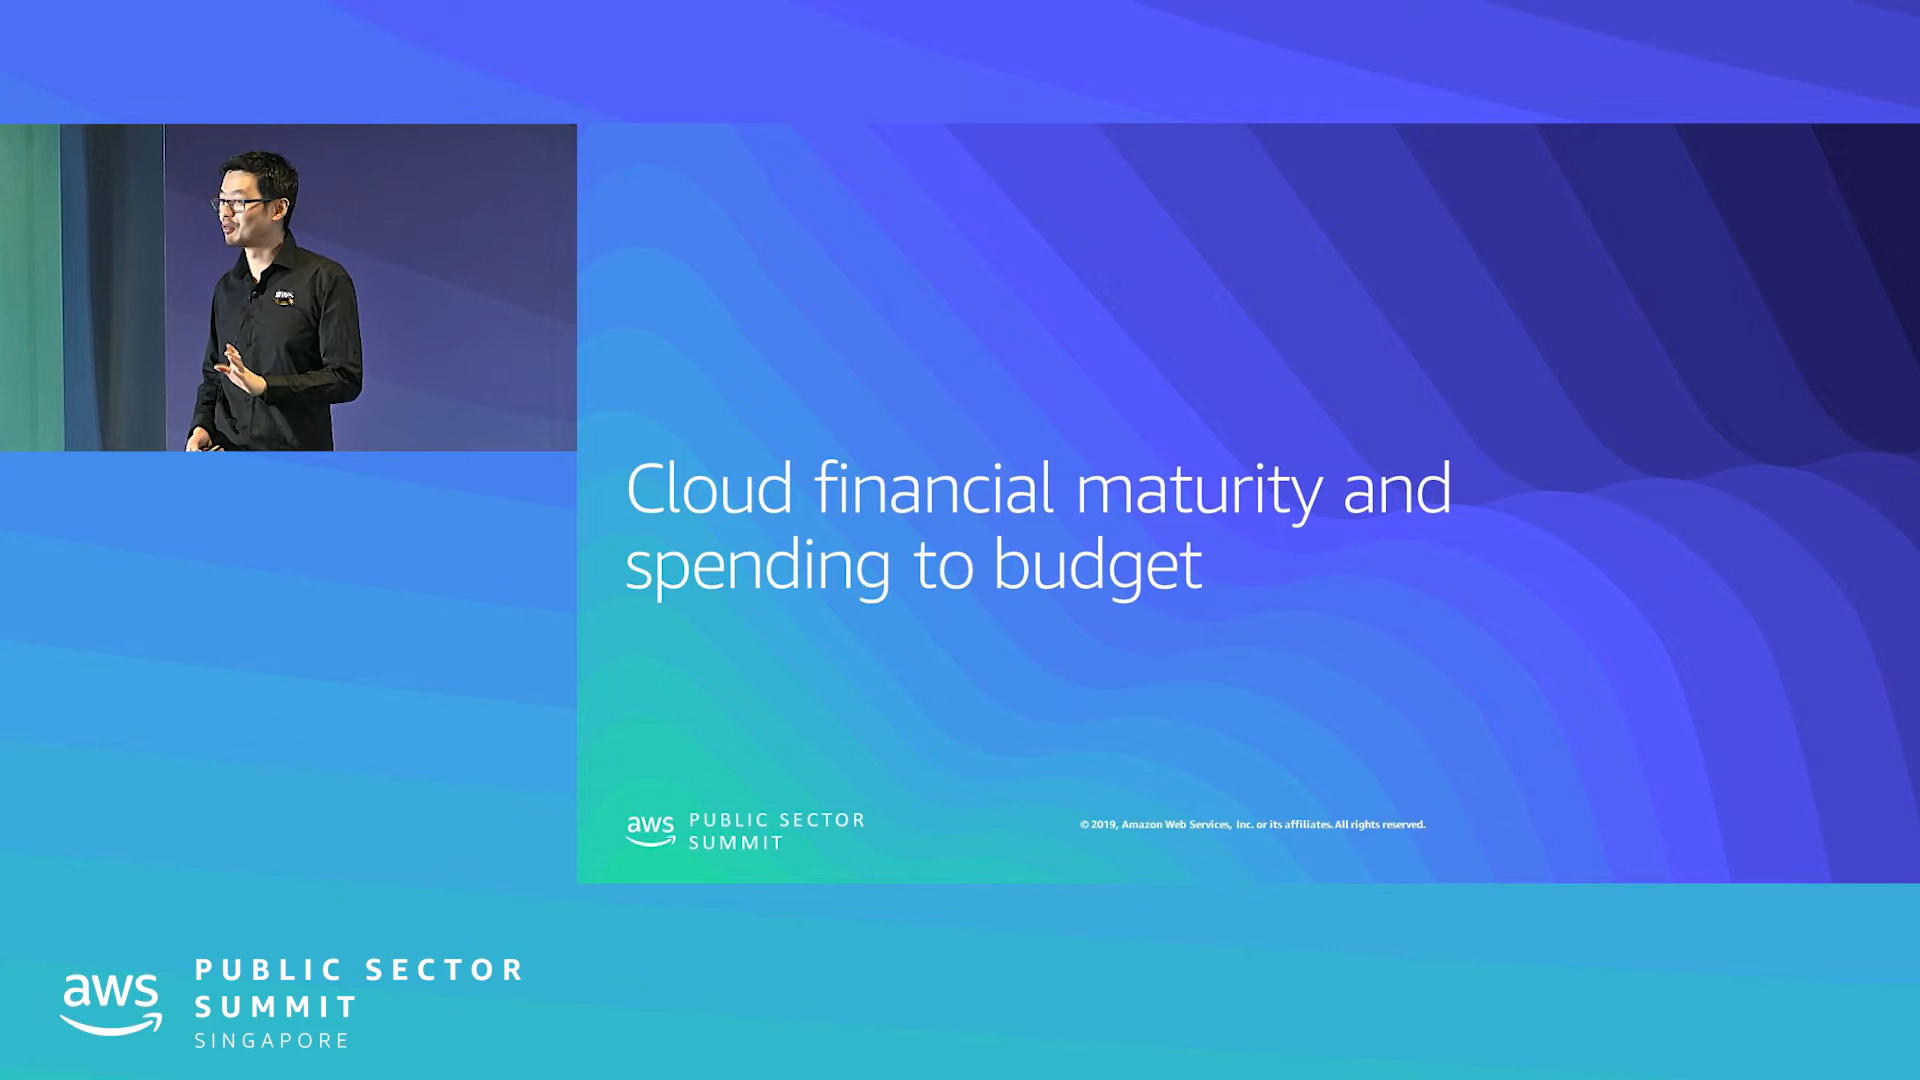 Cloud financial maturity and
spending to budget
aws PUBLIC SECTOR
SUMMIT
© 2019, Amazon Web Services, Inc. or its affiliates. All rights reserved.
aws
PUBLIC SECTOR
SUMMIT
SINGAPORE
aws